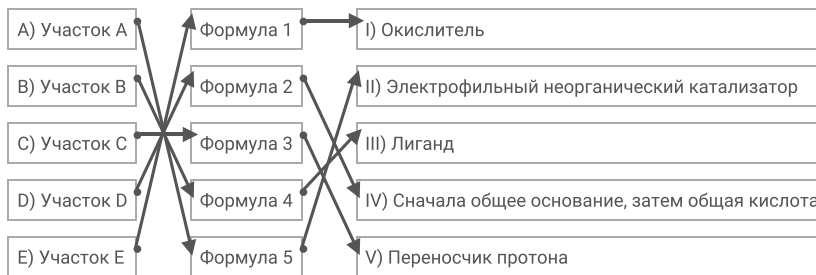 A) Участок A Формула 1 I) Окислитель
B) Участок B Формула 2 II) Электрофильный неорганический катализатор
C) Участок C Формула 3 III) Лиганд
D) Участок D Формула 4 IV) Сначала общее основание, затем общая кислота
E) Участок E Формула 5 V) Переносчик протона